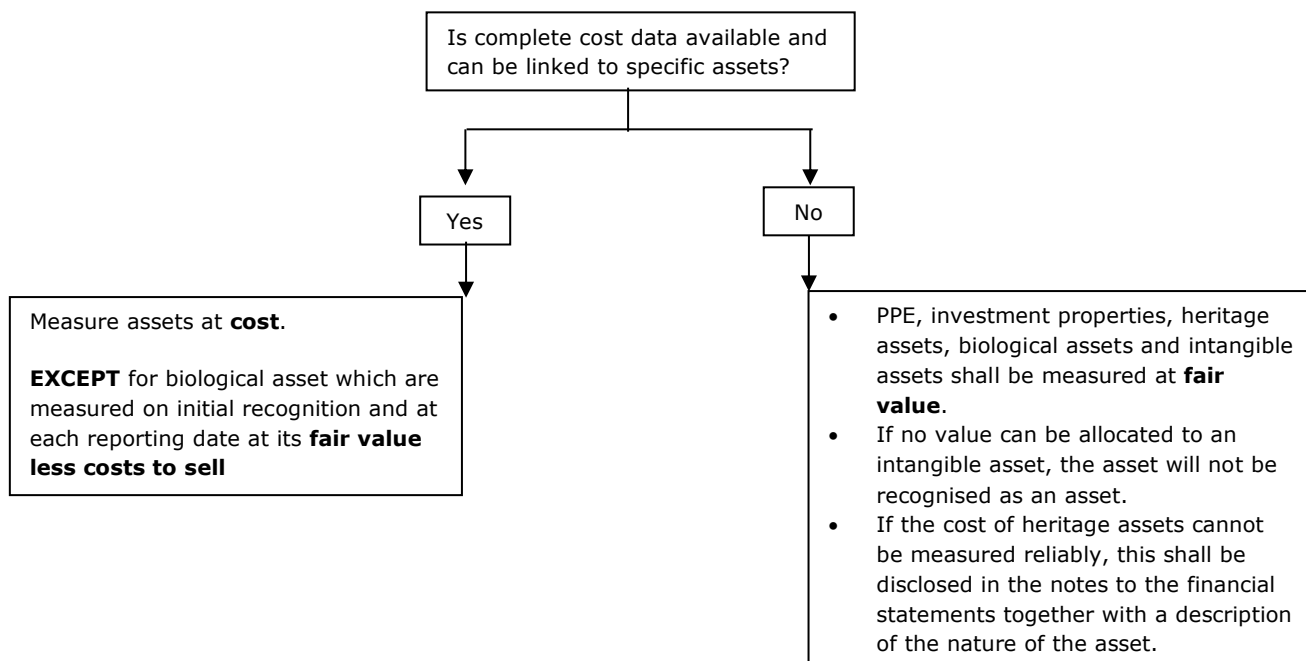 Is complete cost data available and
can be linked to specific assets?
Yes
No
Measure assets at cost.
EXCEPT for biological asset which are
measured on initial recognition and at
each reporting date at its fair value
less costs to sell
• PPE, investment properties, heritage
assets, biological assets and intangible
assets shall be measured at fair
value.
• If no value can be allocated to an
intangible asset, the asset will not be
recognised as an asset.
• If the cost of heritage assets cannot
be measured reliably, this shall be
disclosed in the notes to the financial
statements together with a description
of the nature of the asset.